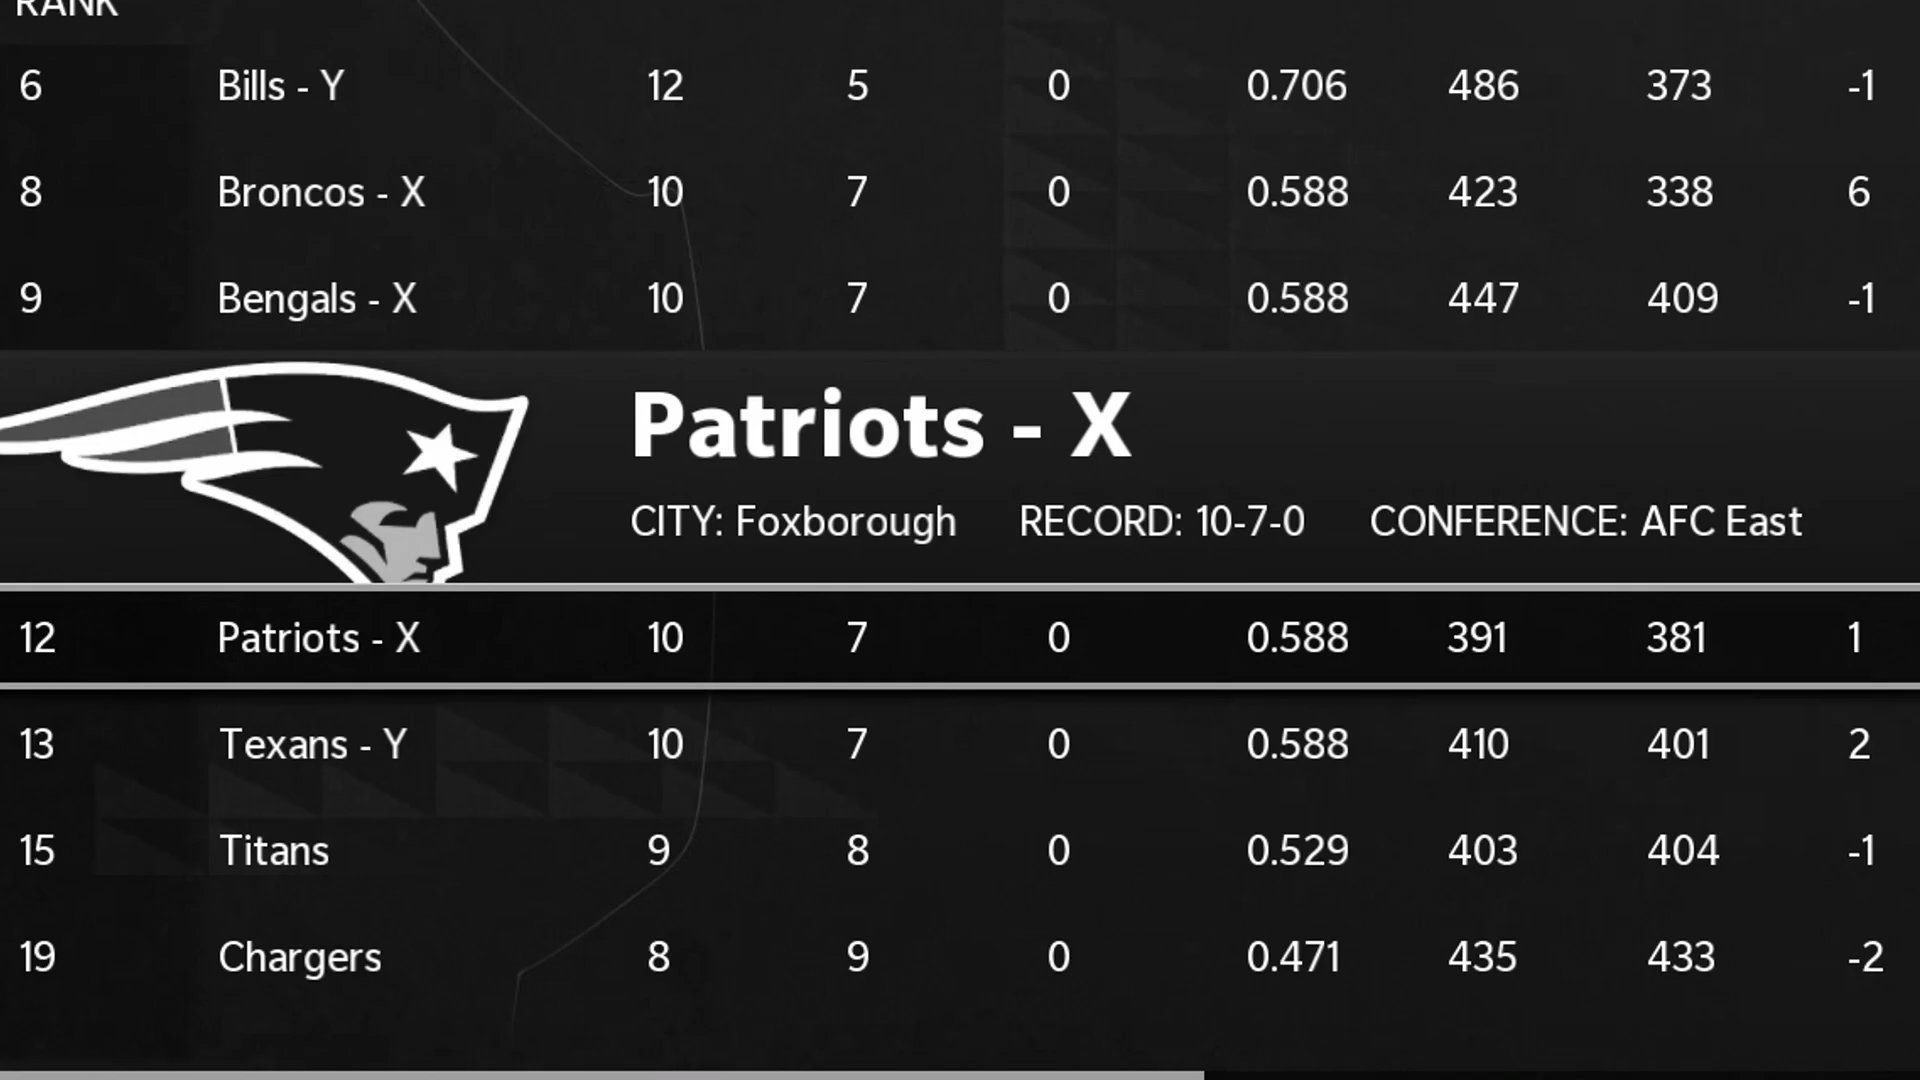 RANK
6 Bills - Y 12 5 0 0.706 486 373 -1
8 Broncos - X 10 7 0 0.588 423 338 6
9 Bengals - X 10 7 0 0.588 447 409 -1
Patriots - X
CITY: Foxborough RECORD: 10-7-0 CONFERENCE: AFC East
12 Patriots - X 10 7 0 0.588 391 381 1
13 Texans - Y 10 7 0 0.588 410 401 2
15 Titans 9 8 0 0.529 403 404 -1
19 Chargers 8 9 0 0.471 435 433 -2